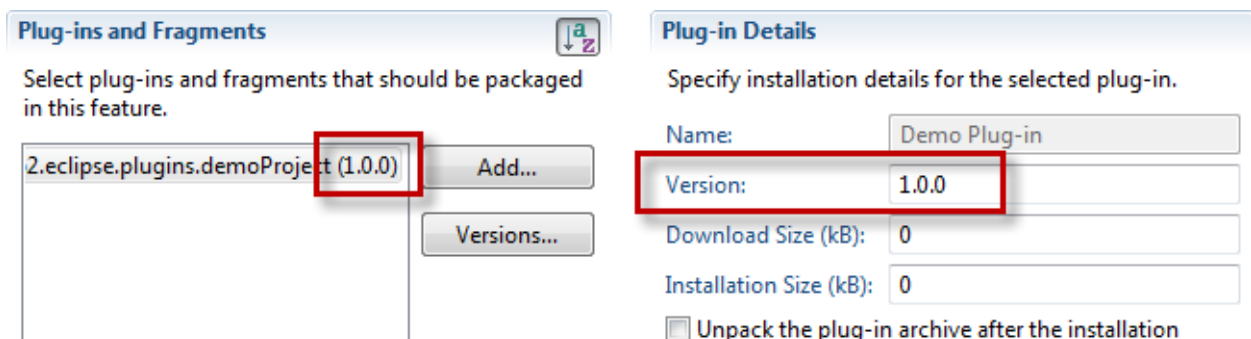 Plug-ins and Fragments
Select plug-ins and fragments that should be packaged
in this feature.
2.eclipse.plugins.demoProject (1.0.0)
Add...
Versions...
Plug-in Details
Specify installation details for the selected plug-in.
Name: Demo Plug-in
Version: 1.0.0
Download Size (kB): 0
Installation Size (kB): 0
Unpack the plug-in archive after the installation